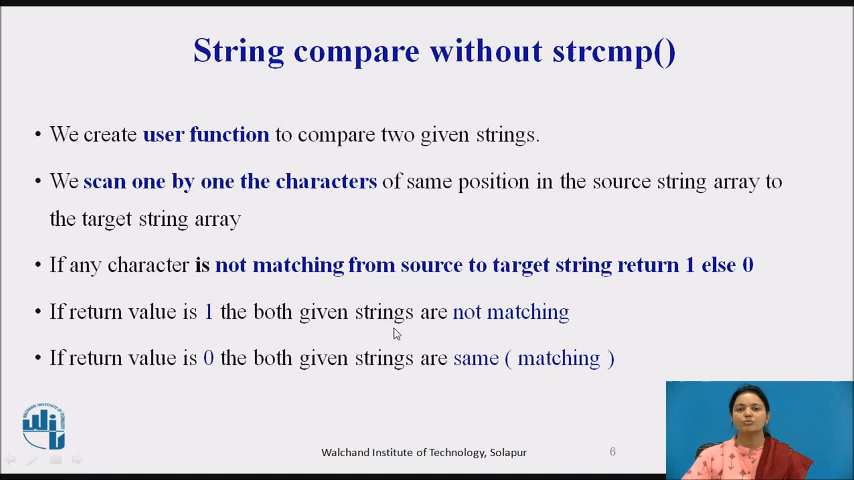 String compare without strcmp()
• We create user function to compare two given strings.
• We scan one by one the characters of same position in the source string array to
the target string array
• If any character is not matching from source to target string return 1 else 0
• If return value is 1 the both given strings are not matching
• If return value is 0 the both given strings are same ( matching )
Walchand Institute of Technology, Solapur
6